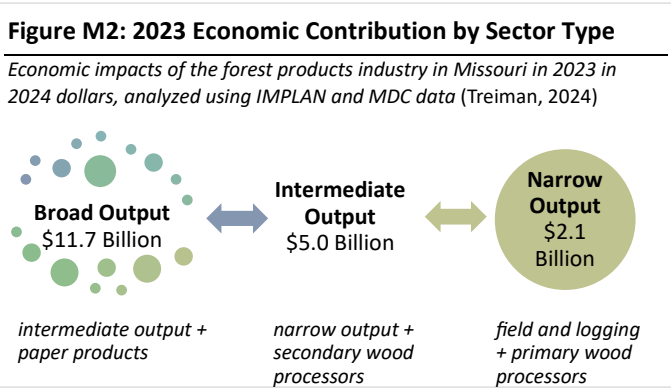 Figure M2: 2023 Economic Contribution by Sector Type
Economic impacts of the forest products industry in Missouri in 2023 in
2024 dollars, analyzed using IMPLAN and MDC data (Treiman, 2024)
Broad Output
$11.7 Billion
Intermediate
Output
$5.0 Billion
Narrow
Output
$2.1
Billion
intermediate output +
paper products
narrow output +
secondary wood
processors
field and logging
+ primary wood
processors